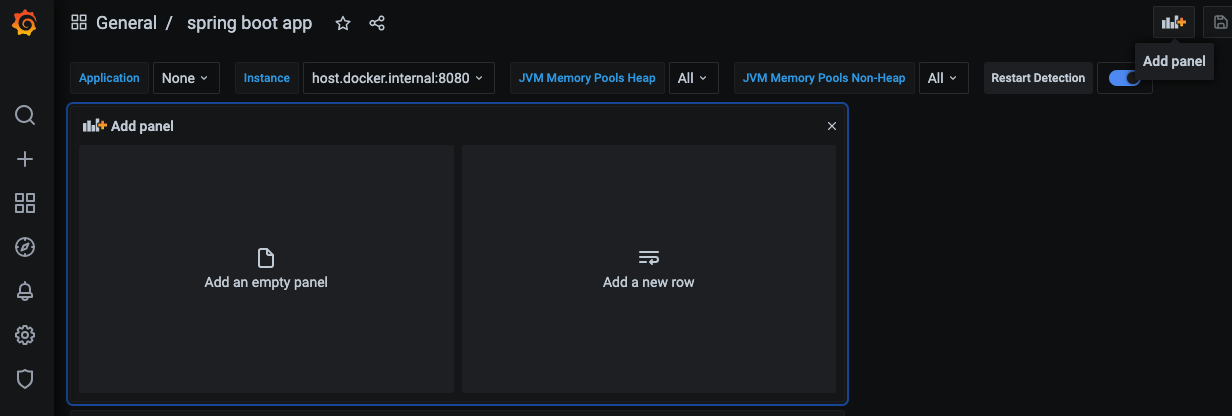 General / spring boot app
Add panel
Application None Instance host.docker.internal:8080 JVM Memory Pools Heap All JVM Memory Pools Non-Heap All Restart Detection
Add panel
Add an empty panel
Add a new row